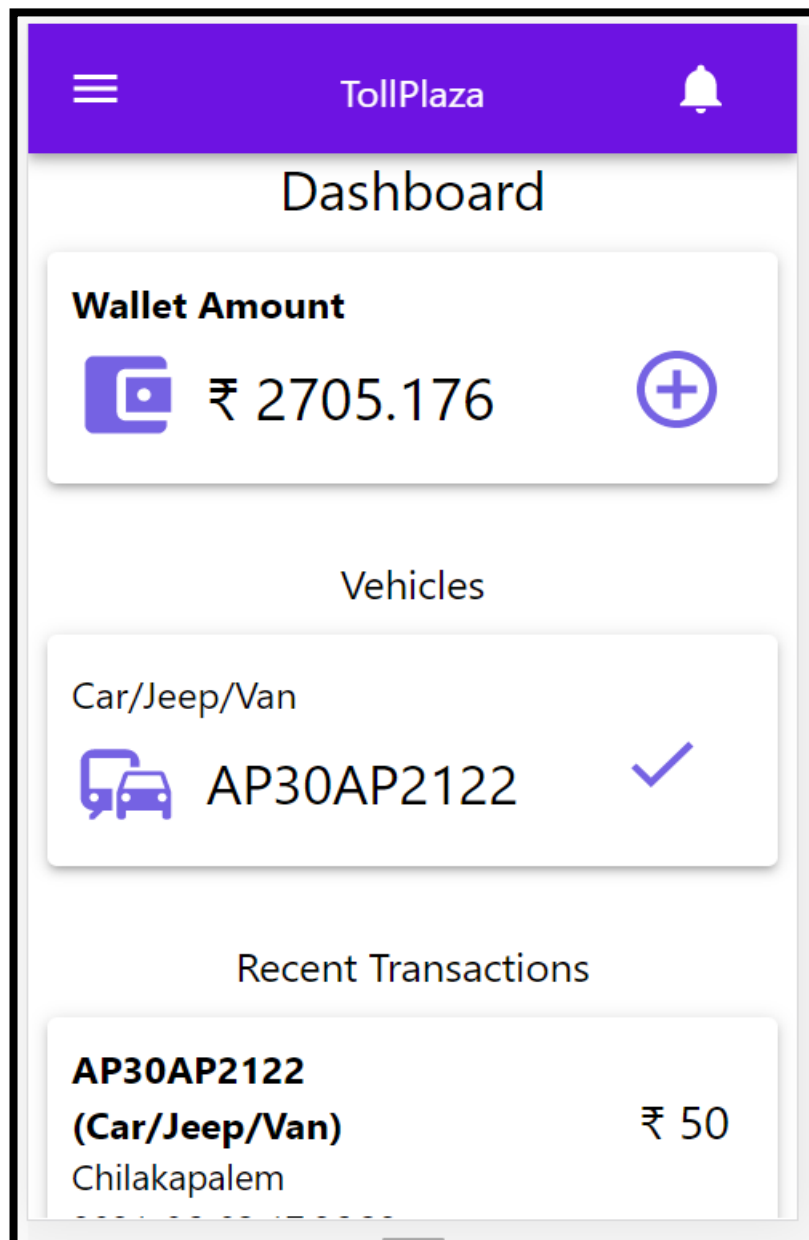 TollPlaza
Dashboard
Wallet Amount
₹ 2705.176
Vehicles
Car/Jeep/Van
AP30AP2122
Recent Transactions
AP30AP2122
(Car/Jeep/Van)
₹ 50
Chilakapalem